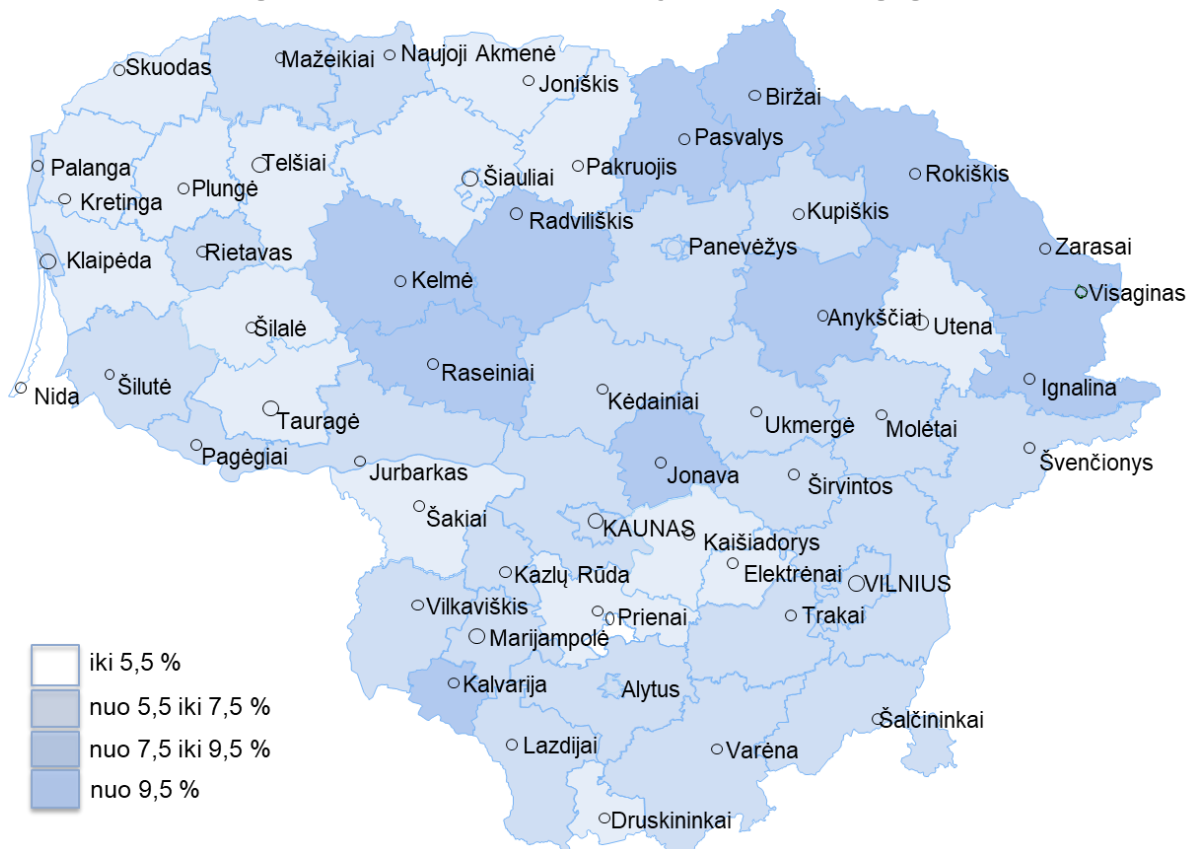 Skuodas
Mažeikiai
Naujoji Akmenė
Joniškis
Biržai
Pasvalys
Palanga
Telšiai
Šiauliai
Pakruojis
Rokiškis
Kretinga
Plungė
Radviliškis
Kupiškis
Klaipėda
Rietavas
Panevėžys
Zarasai
Kelmė
Visaginas
Šilalė
Anykščiai
Utena
Nida
Šilutė
Raseiniai
Ignalina
Tauragė
Kėdainiai
Ukmergė
Molėtai
Pagėgiai
Jurbarkas
Jonava
Širvintos
Švenčionys
Šakiai
KAUNAS
Kaišiadorys
Kazlų Rūda
Elektrėnai
VILNIUS
Vilkaviškis
Prienai
Trakai
Marijampolė
Kalvarija
Alytus
Šalčininkai
Lazdijai
Varėna
Druskininkai
iki 5,5 %
nuo 5,5 iki 7,5 %
nuo 7,5 iki 9,5 %
nuo 9,5 %